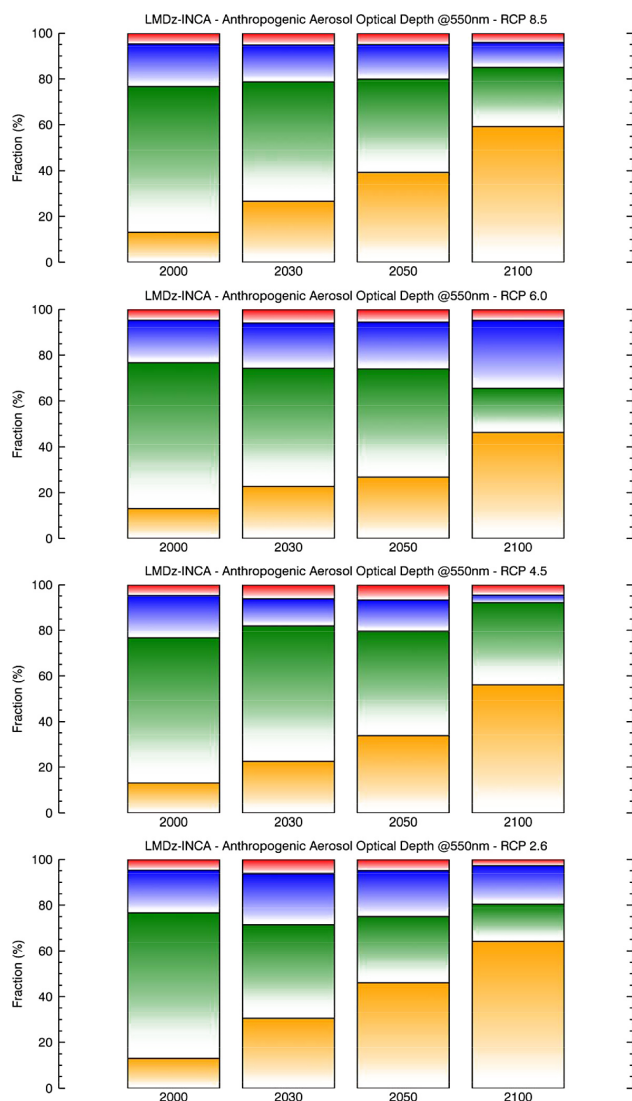 LMDz-INCA - Anthropogenic Aerosol Optical Depth @550nm - RCP 8.5
100
80
60
40
20
0
Fraction (%)
2000 2030 2050 2100
LMDz-INCA - Anthropogenic Aerosol Optical Depth @550nm - RCP 6.0
100
80
60
40
20
0
Fraction (%)
2000 2030 2050 2100
LMDz-INCA - Anthropogenic Aerosol Optical Depth @550nm - RCP 4.5
100
80
60
40
20
0
Fraction (%)
2000 2030 2050 2100
LMDz-INCA - Anthropogenic Aerosol Optical Depth @550nm - RCP 2.6
100
80
60
40
20
0
Fraction (%)
2000 2030 2050 2100